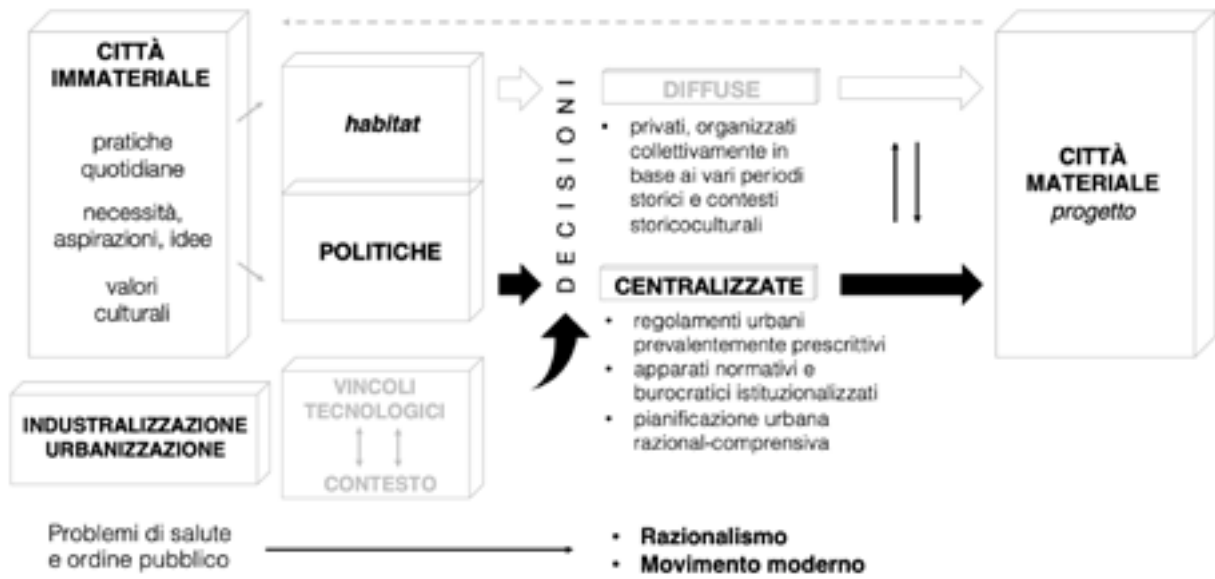 CITTÀ
IMMATERIALE
pratiche
quotidiane
necessità,
aspirazioni, idee
valori
culturali
INDUSTRALIZZAZIONE
URBANIZZAZIONE
habitat
POLITICHE
VINCOLI
TECNOLOGICI
CONTESTO
DECISIONI
DIFFUSE
• privati, organizzati
collettivamente in
base ai vari periodi
storici e contesti
storicoculturali
CENTRALIZZATE
• regolamenti urbani
prevalentemente prescrittivi
• apparati normativi e
burocratici istituzionalizzati
• pianificazione urbana
razional-comprensiva
CITTÀ
MATERIALE
progetto
Problemi di salute
e ordine pubblico
• Razionalismo
• Movimento moderno